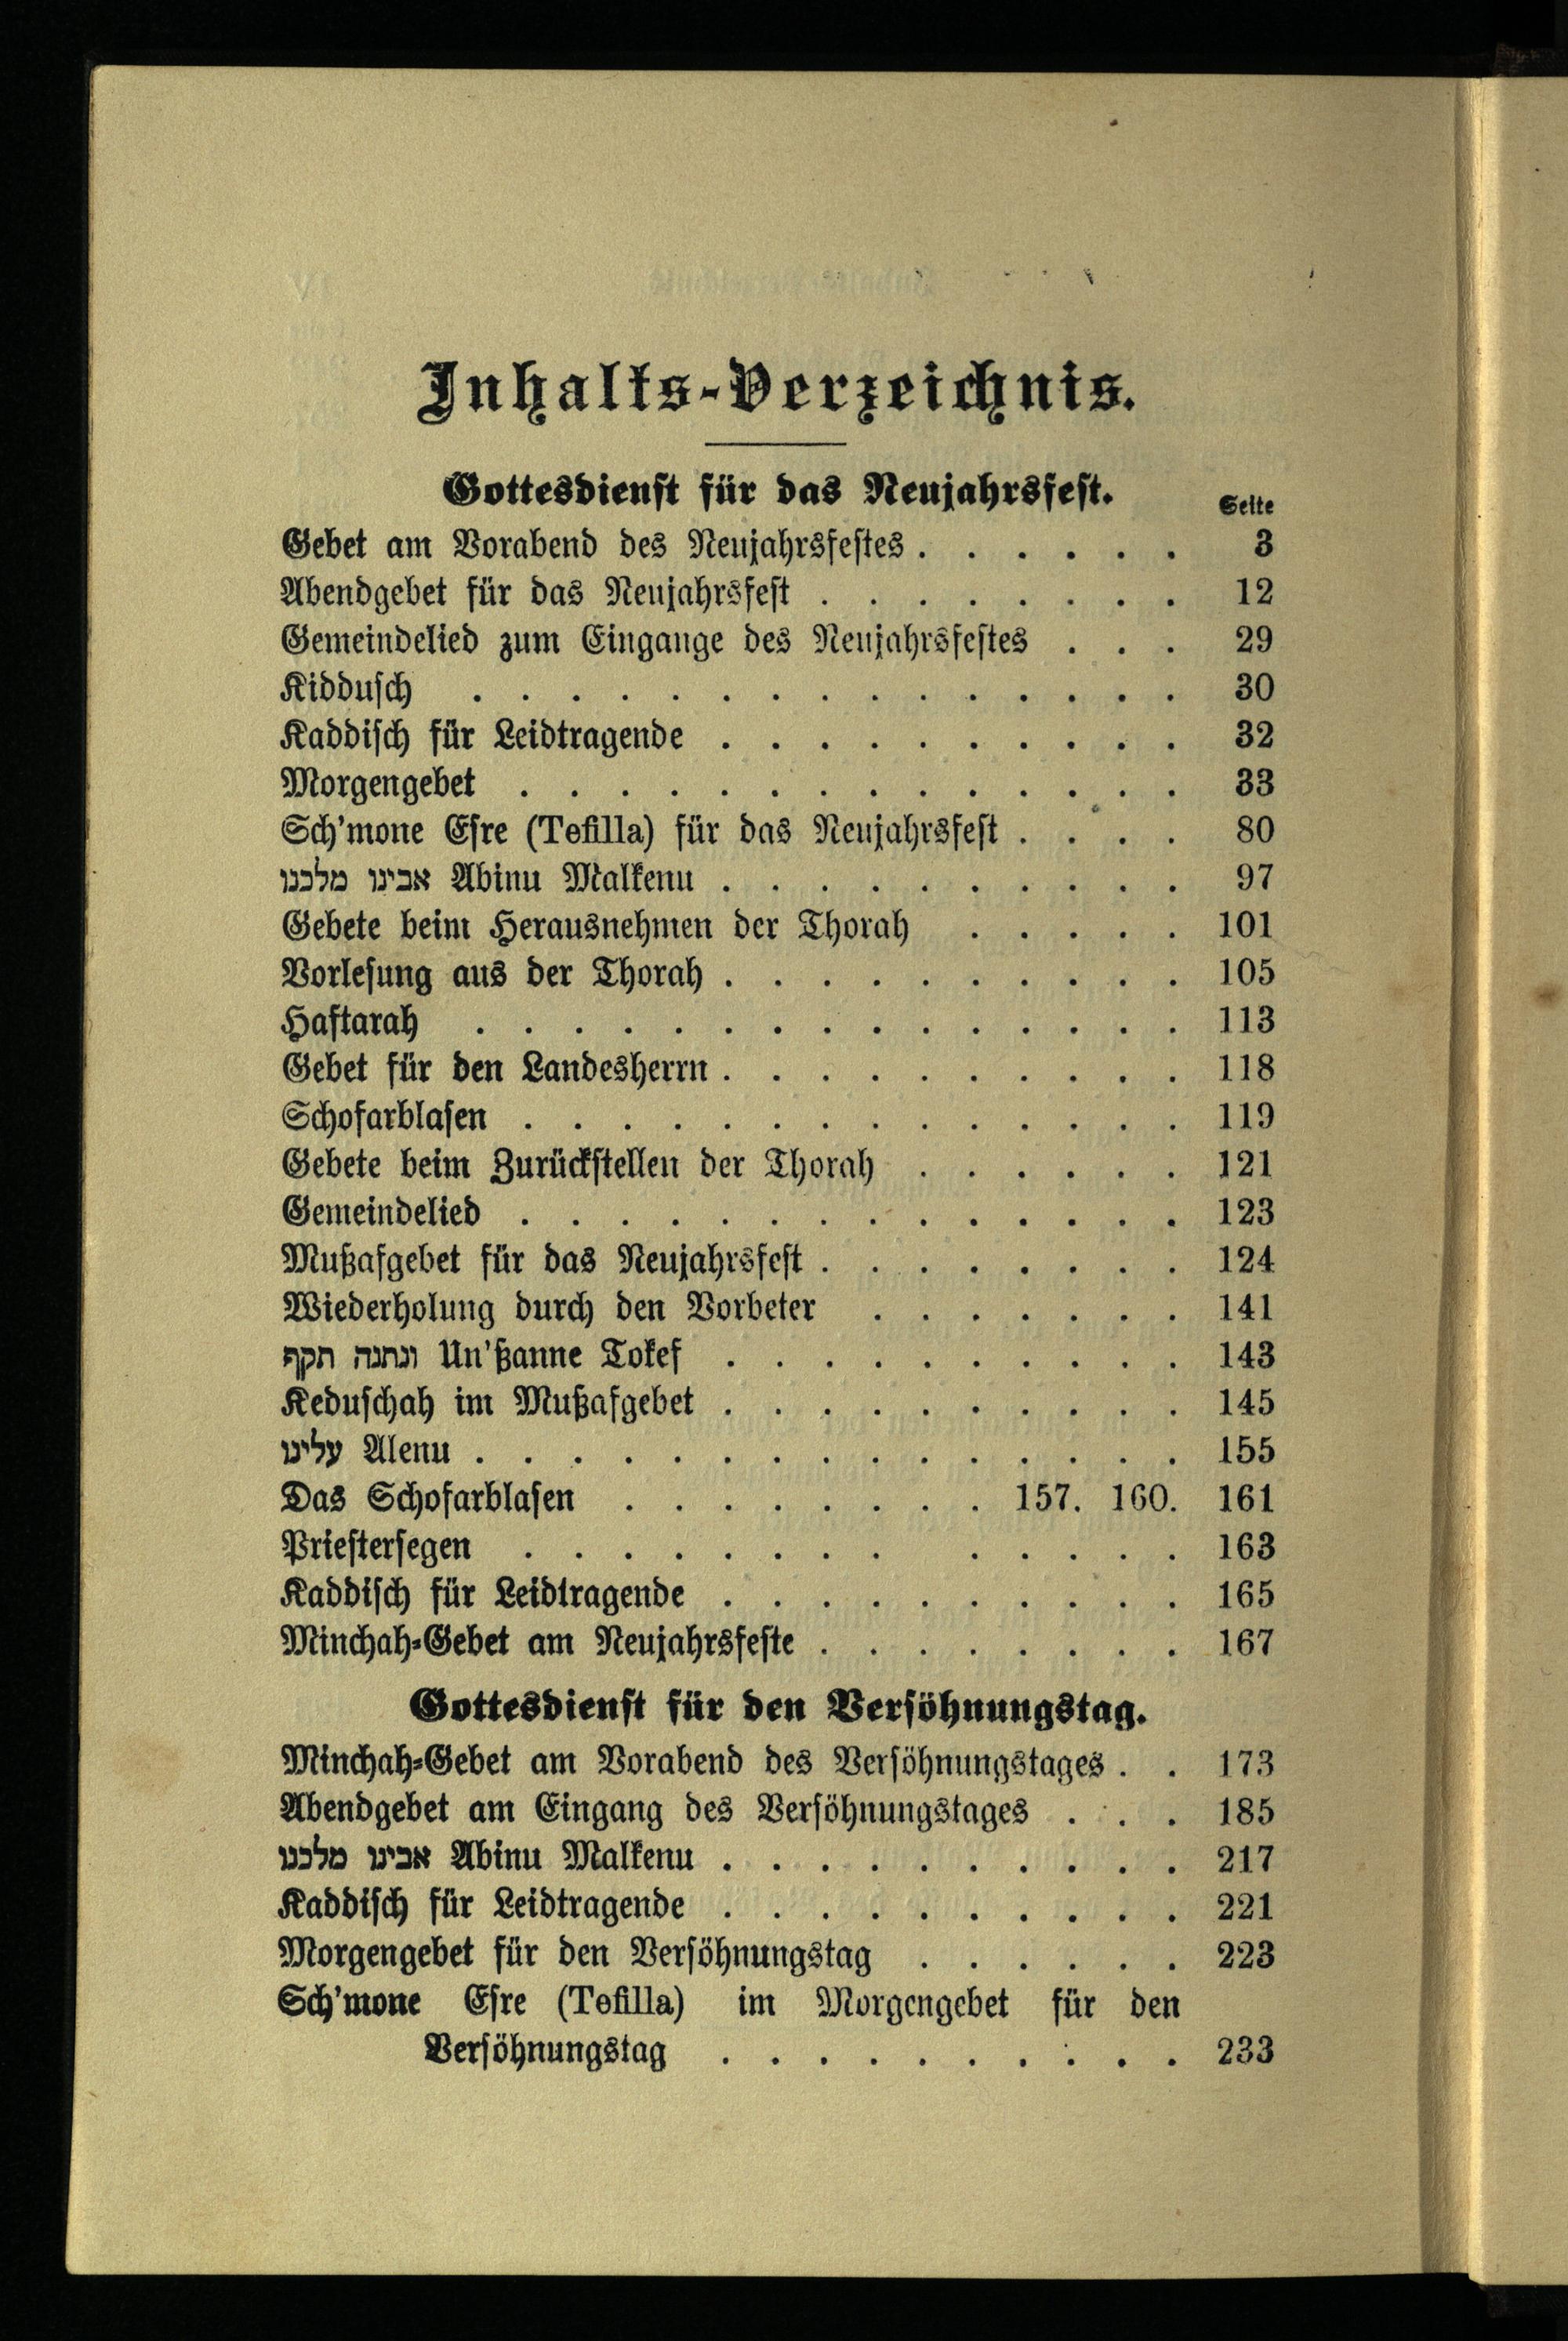 Inhalts-Verzeichnis.
Gottesdienst für das Neujahrsfest.
Seite
Gebet am Vorabend des Neujahrsfestes . . . . . . 3
Abendgebet für das Neujahrsfest . . . . . . . . 12
Gemeindelied zum Eingange des Neujahrsfestes . . . 29
Kiddusch . . . . . . . . . . . . . . . 30
Kaddisch für Leidtragende . . . . . . . . . . 32
Morgengebet . . . . . . . . . . . . . . 33
Sch'mone Esre (Tefilla) für das Neujahrsfest . . . . 80
אבינו מלכנו Abinu Malkenu . . . . . . . . . . 97
Gebete beim Herausnehmen der Thorah . . . . . 101
Vorlesung aus der Thorah . . . . . . . . . . 105
Haftarah . . . . . . . . . . . . . . . 113
Gebet für den Landesherrn . . . . . . . . . . 118
Schofarblasen . . . . . . . . . . . . . . 119
Gebete beim Zurückstellen der Thorah . . . . . . 121
Gemeindelied . . . . . . . . . . . . . . 123
Mußafgebet für das Neujahrsfest . . . . . . . . 124
Wiederholung durch den Vorbeter . . . . . . . 141
ונתנה תקף Un'ßanne Tokef . . . . . . . . . . 143
Keduschah im Mußafgebet . . . . . . . . . . 145
עלינו Alenu . . . . . . . . . . . . . . . 155
Das Schofarblasen . . . . . . . . 157. 160. 161
Priestersegen . . . . . . . . . . . . . 163
Kaddisch für Leidtragende . . . . . . . . . . 165
Minchah-Gebet am Neujahrsfeste . . . . . . . . 167
Gottesdienst für den Versöhnungstag.
Minchah-Gebet am Vorabend des Versöhnungstages . . 173
Abendgebet am Eingang des Versöhnungstages . . . 185
אבינו מלכנו Abinu Malkenu . . . . . . . . . . 217
Kaddisch für Leidtragende . . . . . . . . . . 221
Morgengebet für den Versöhnungstag . . . . . . 223
Sch'mone Esre (Tefilla) im Morgengebet für den
Versöhnungstag . . . . . . . . . . 233